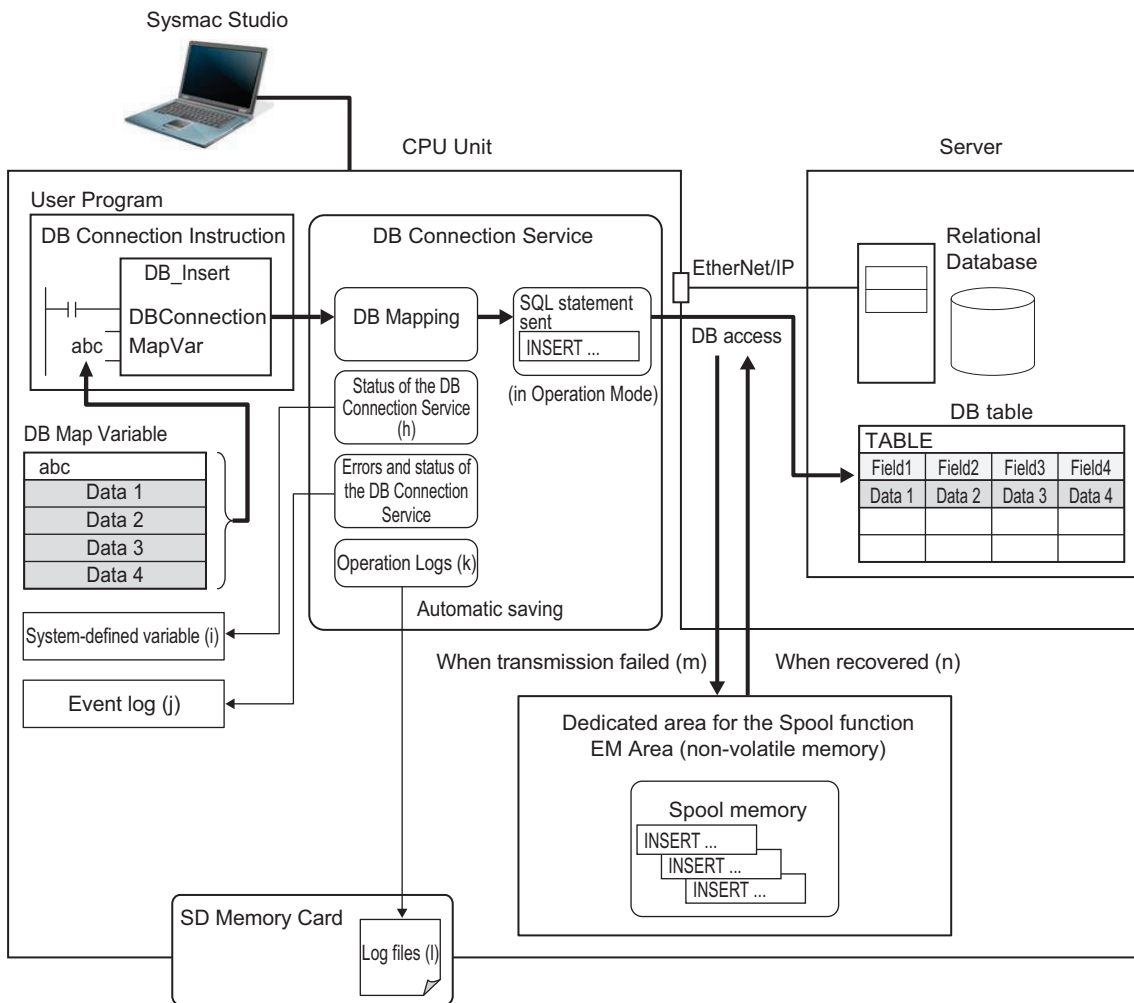 Sysmac Studio
CPU Unit
Server
User Program
DB Connection Instruction
DB_Insert
DBConnection
abc
MapVar
DB Map Variable
abc
Data 1
Data 2
Data 3
Data 4
System-defined variable (i)
Event log (j)
DB Connection Service
DB Mapping
SQL statement
sent
INSERT ...
(in Operation Mode)
Status of the DB
Connection Service
(h)
Errors and status of
the DB Connection
Service
Operation Logs (k)
Automatic saving
EtherNet/IP
DB access
Relational
Database
DB table
TABLE
Field1 Field2 Field3 Field4
Data 1 Data 2 Data 3 Data 4
When transmission failed (m)
When recovered (n)
Dedicated area for the Spool function
EM Area (non-volatile memory)
Spool memory
INSERT ...
INSERT ...
INSERT ...
SD Memory Card
Log files (l)